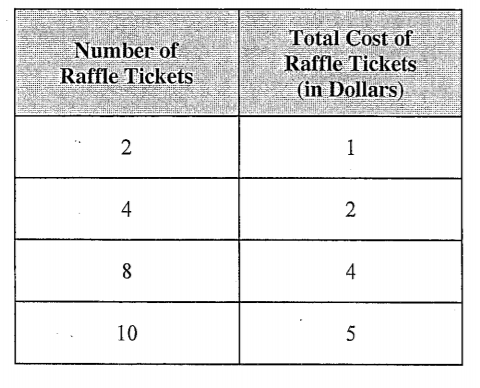 Number of
Raffle Tickets
Total Cost of
Raffle Tickets
(in Dollars)
2 1
4 2
8 4
10 5